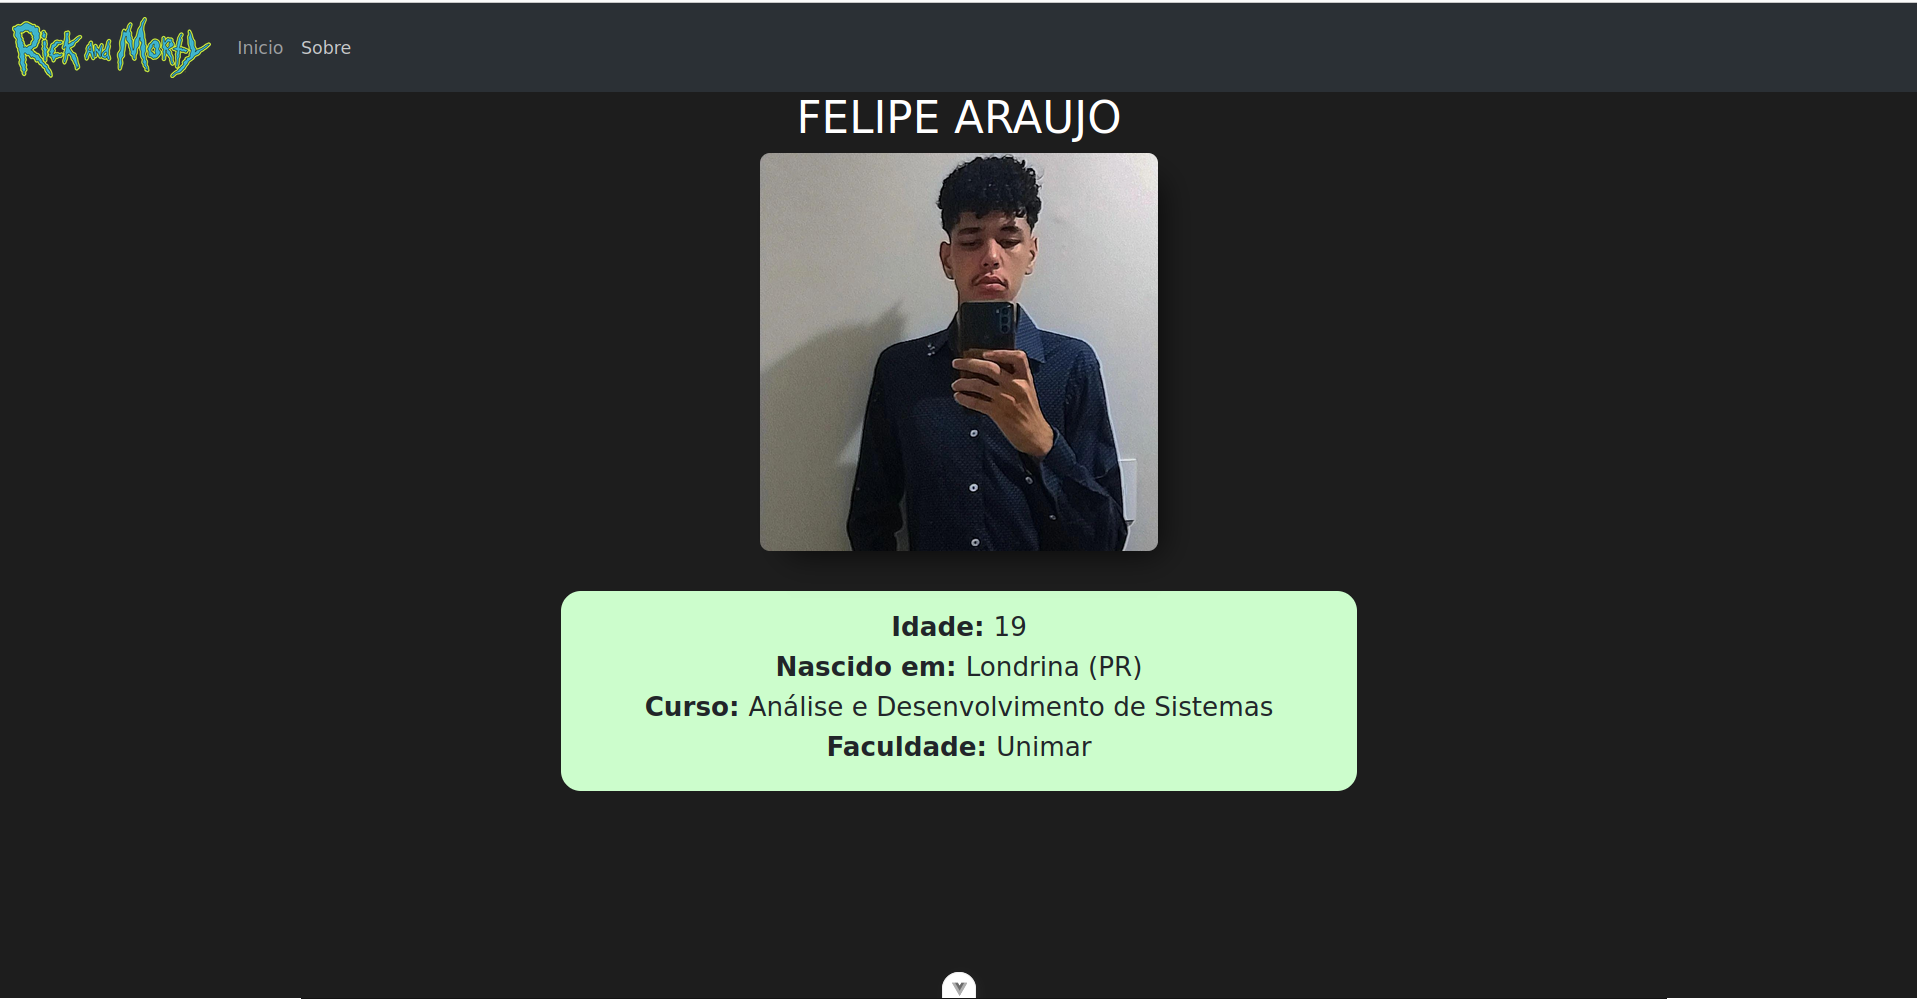 Rick and Morty
Inicio Sobre
FELIPE ARAUJO
Idade: 19
Nascido em: Londrina (PR)
Curso: Análise e Desenvolvimento de Sistemas
Faculdade: Unimar